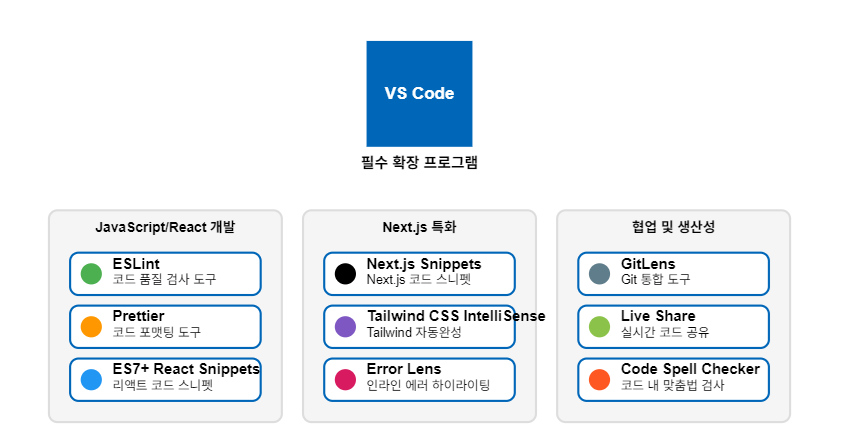 VS Code
필수 확장 프로그램
JavaScript/React 개발
ESLint
코드 품질 검사 도구
Prettier
코드 포맷팅 도구
ES7+ React Snippets
리액트 코드 스니펫
Next.js 특화
Next.js Snippets
Next.js 코드 스니펫
Tailwind CSS IntelliSense
Tailwind 자동완성
Error Lens
인라인 에러 하이라이팅
협업 및 생산성
GitLens
Git 통합 도구
Live Share
실시간 코드 공유
Code Spell Checker
코드 내 맞춤법 검사